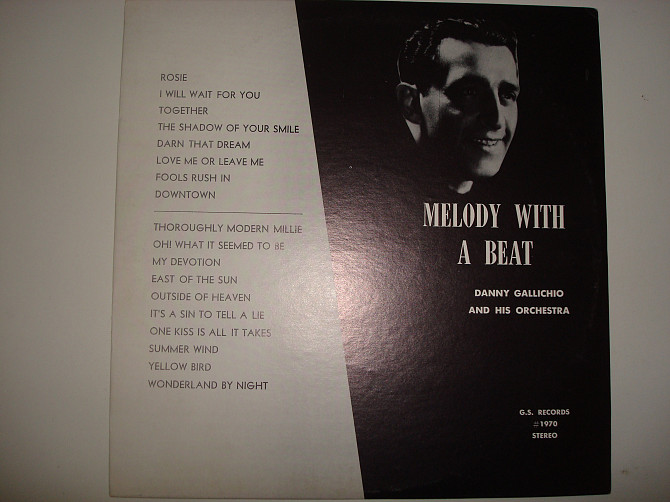 ROSIE
I WILL WAIT FOR YOU
TOGETHER
THE SHADOW OF YOUR SMILE
DARN THAT DREAM
LOVE ME OR LEAVE ME
FOOLS RUSH IN
DOWNTOWN
THOROUGHLY MODERN MILLIE
OH! WHAT IT SEEMED TO BE
MY DEVOTION
EAST OF THE SUN
OUTSIDE OF HEAVEN
IT'S A SIN TO TELL A LIE
ONE KISS IS ALL IT TAKES
SUMMER WIND
YELLOW BIRD
WONDERLAND BY NIGHT
MELODY WITH
A BEAT
DANNY GALLICHIO
AND HIS ORCHESTRA
G.S. RECORDS
#1970
STEREO